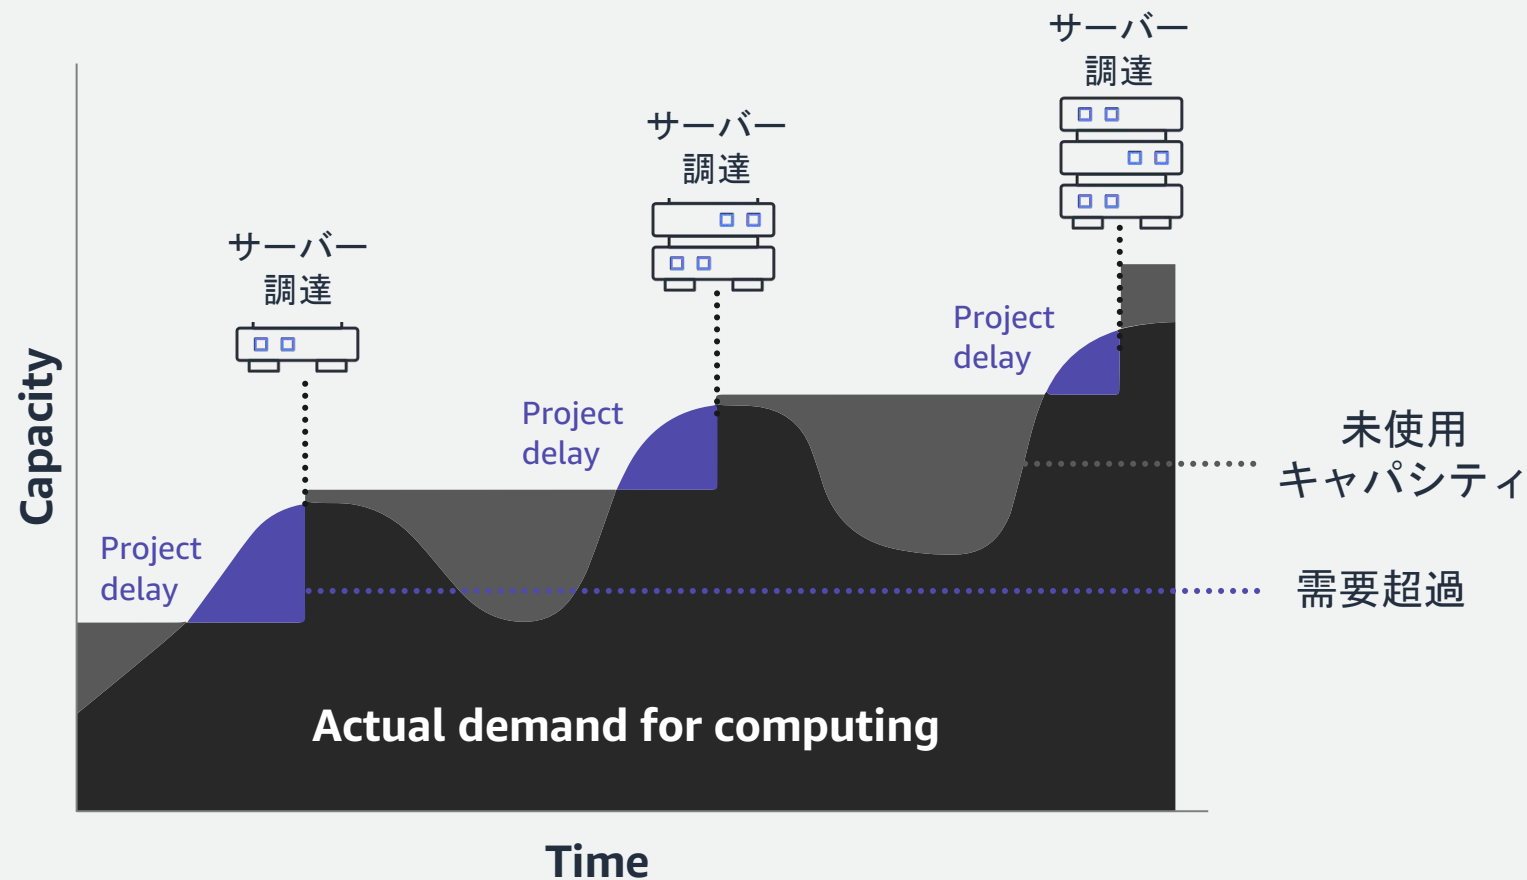 サーバー
調達
サーバー
調達
サーバー
調達
Project
delay
Project
delay
Project
delay
Capacity
未使用
キャパシティ
需要超過
Actual demand for computing
Time